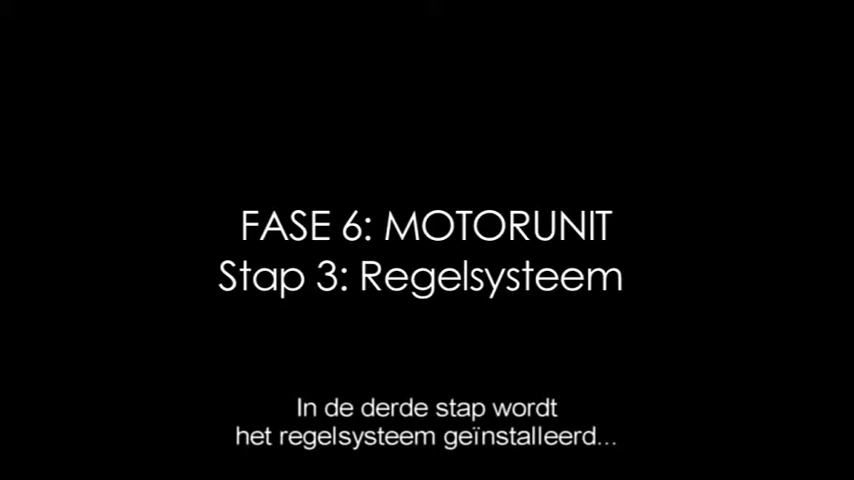 FASE 6: MOTORUNIT
Stap 3: Regelsysteem
In de derde stap wordt
het regelsysteem geïnstalleerd...